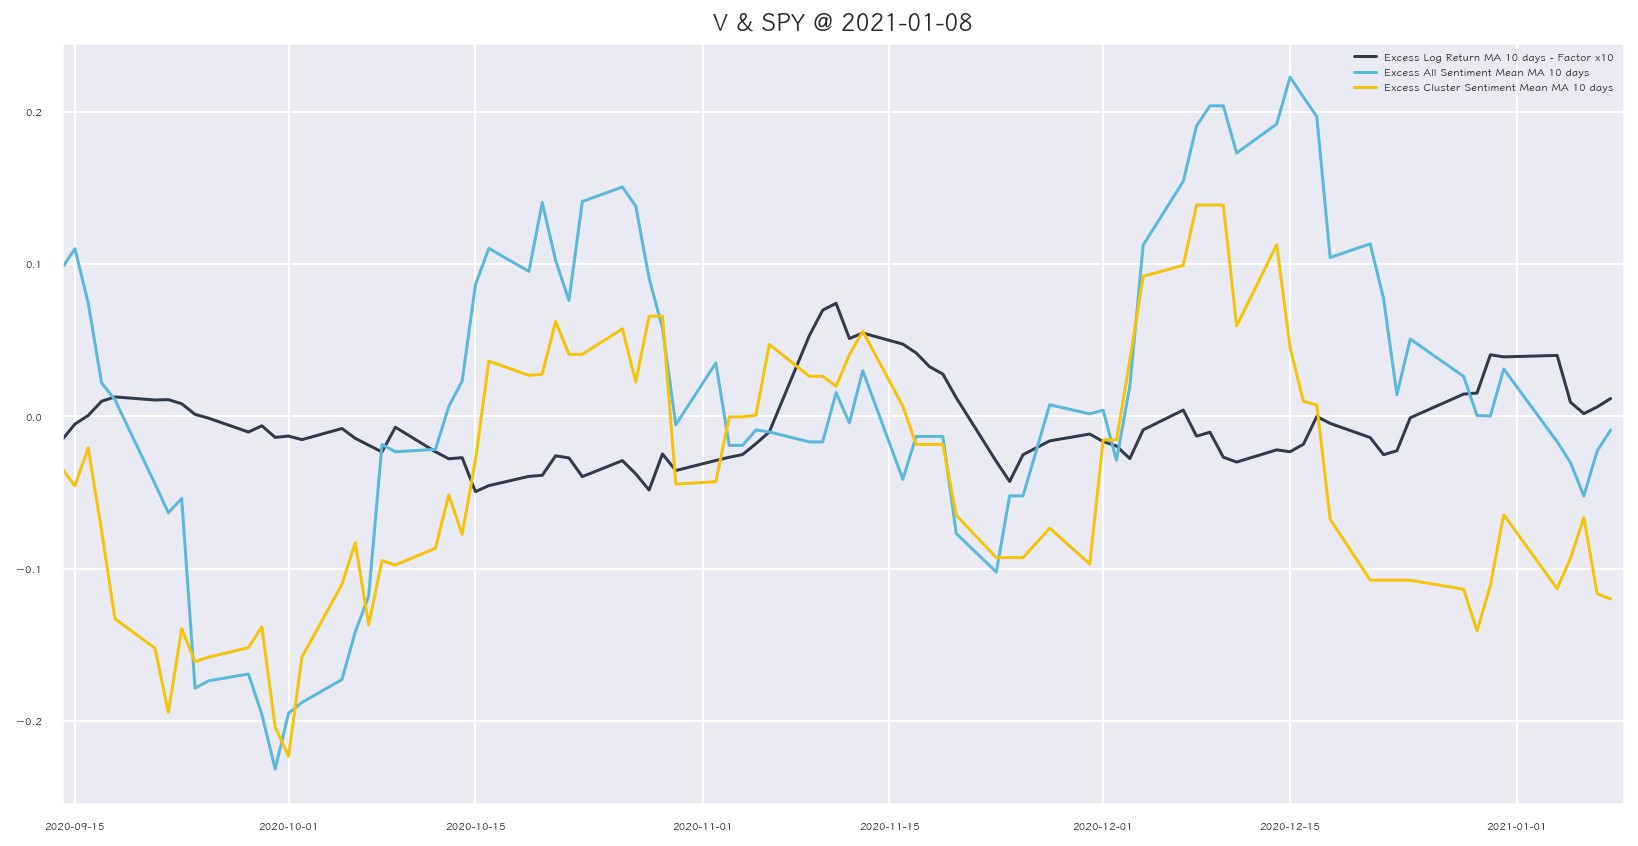 V & SPY @ 2021-01-08
Excess Log Return MA 10 days - Factor x10
Excess All Sentiment Mean MA 10 days
Excess Cluster Sentiment Mean MA 10 days
0.2
0.1
0.0
−0.1
−0.2
2020-09-15 2020-10-01 2020-10-15 2020-11-01 2020-11-15 2020-12-01 2020-12-15 2021-01-01